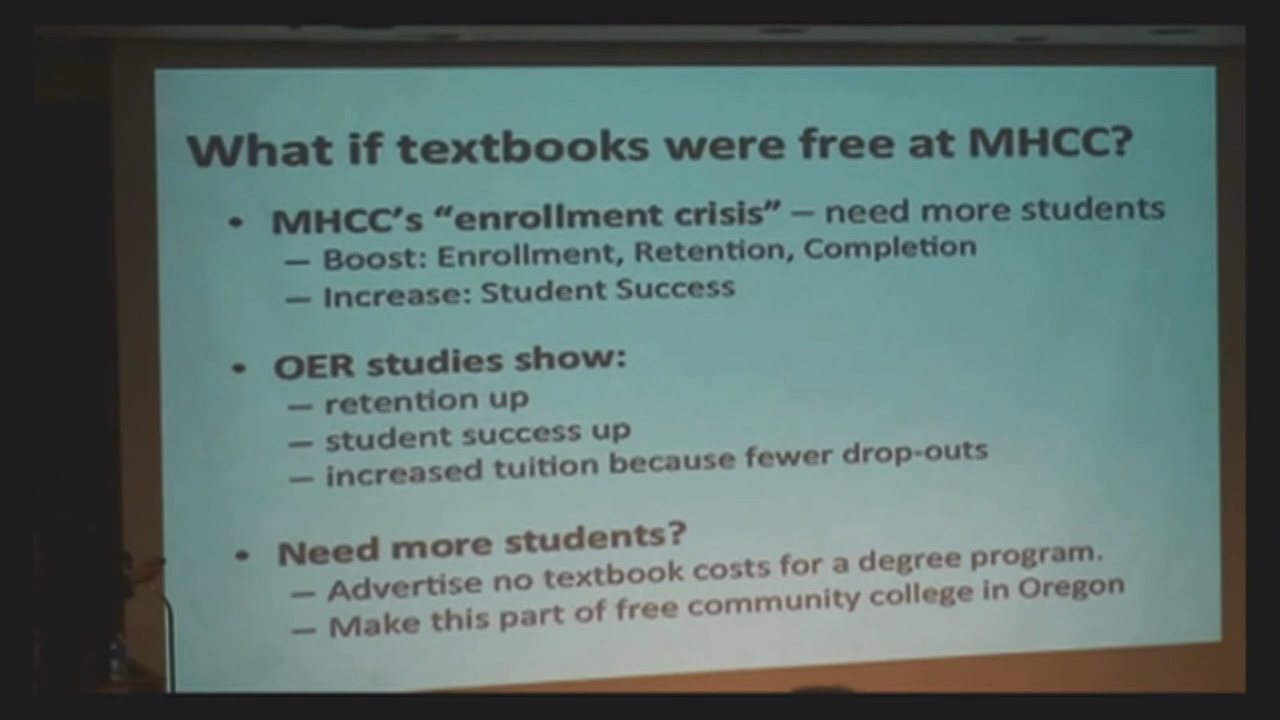 What if textbooks were free at MHCC?
• MHCC’s “enrollment crisis” – need more students
– Boost: Enrollment, Retention, Completion
– Increase: Student Success
• OER studies show:
– retention up
– student success up
– increased tuition because fewer drop-outs
• Need more students?
– Advertise no textbook costs for a degree program.
– Make this part of free community college in Oregon